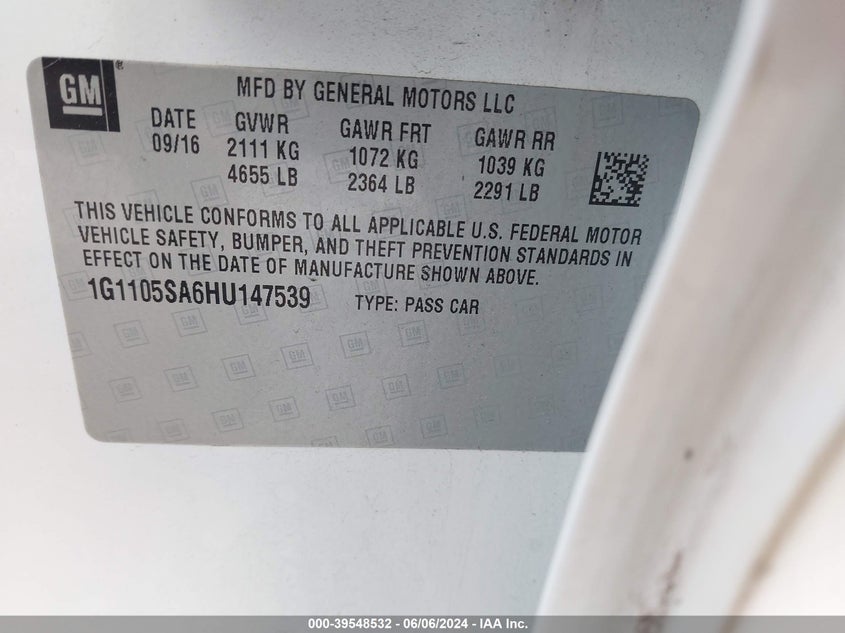 GM ®
MFD BY GENERAL MOTORS LLC
DATE GVWR GAWR FRT GAWR RR
09/16 2111 KG 1072 KG 1039 KG
4655 LB 2364 LB 2291 LB
THIS VEHICLE CONFORMS TO ALL APPLICABLE U.S. FEDERAL MOTOR
VEHICLE SAFETY, BUMPER, AND THEFT PREVENTION STANDARDS IN
EFFECT ON THE DATE OF MANUFACTURE SHOWN ABOVE.
1G1105SA6HU147539 TYPE: PASS CAR
000-39548532 - 06/06/2024 - IAA Inc.